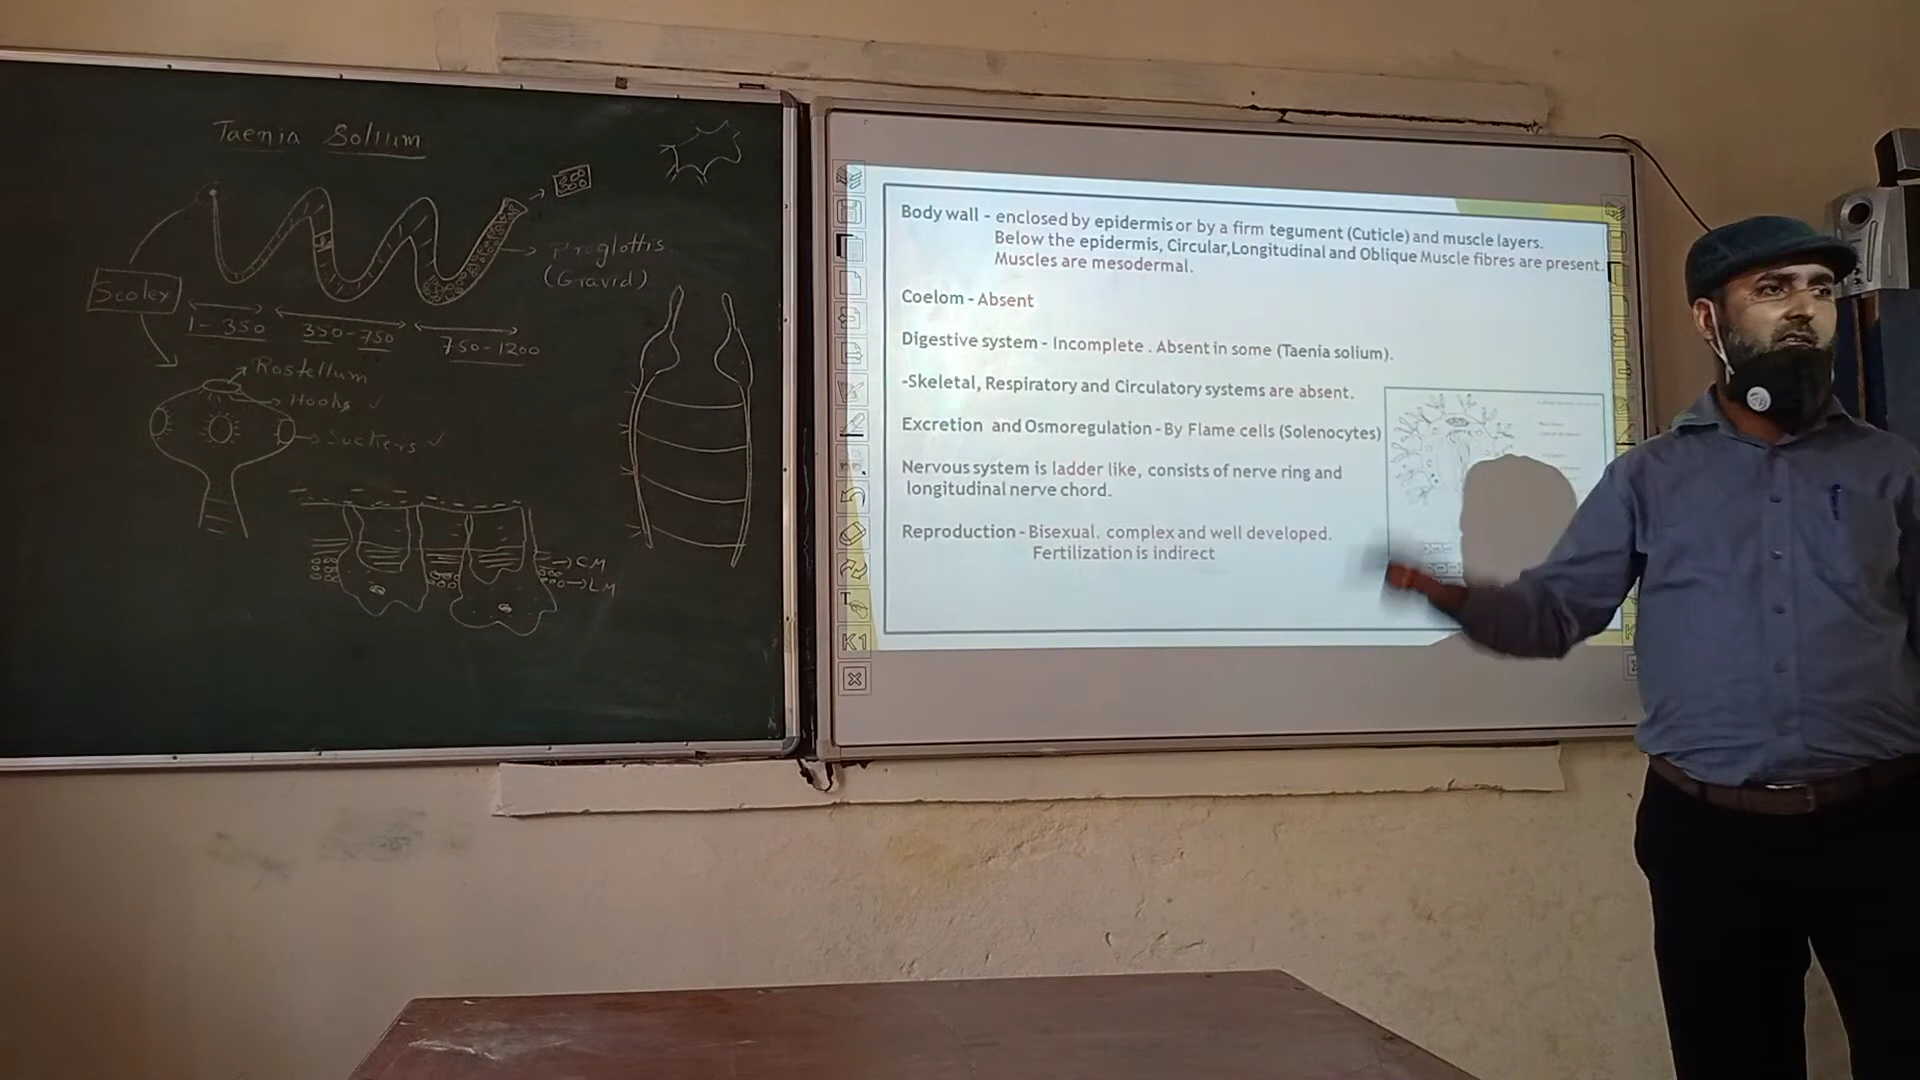 Taenia Solium
Proglottis
(Gravid)
Scolex
1-350
350-750
750-1200
Rostellum
Hooks ✓
Suckers ✓
CM
LM
Body wall - enclosed by epidermis or by a firm tegument (Cuticle) and muscle layers.
Below the epidermis, Circular,Longitudinal and Oblique Muscle fibres are present.
Muscles are mesodermal.
Coelom - Absent
Digestive system - Incomplete . Absent in some (Taenia solium).
-Skeletal, Respiratory and Circulatory systems are absent.
Excretion and Osmoregulation - By Flame cells (Solenocytes)
Nervous system is ladder like, consists of nerve ring and
longitudinal nerve chord.
Reproduction - Bisexual. complex and well developed.
Fertilization is indirect
T
K1